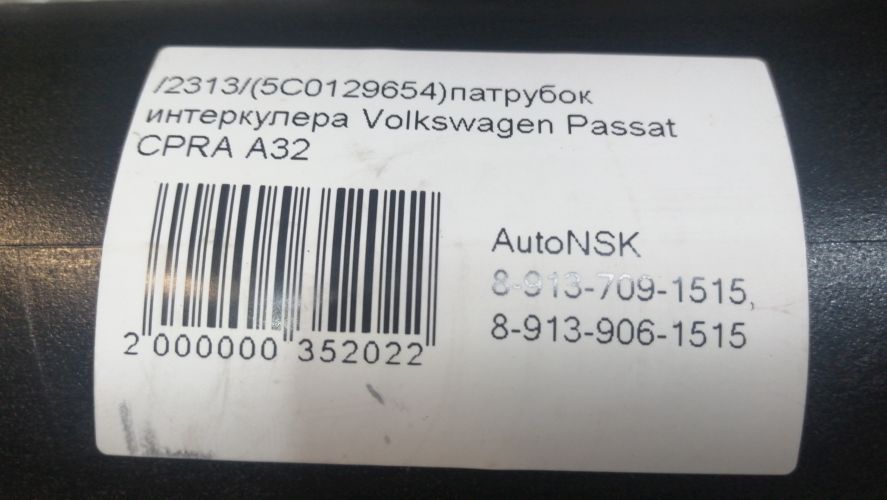 /2313/(5C0129654)патрубок
интеркулера Volkswagen Passat
CPRA A32
AutoNSK
8-913-709-1515,
8-913-906-1515
2 000000 352022